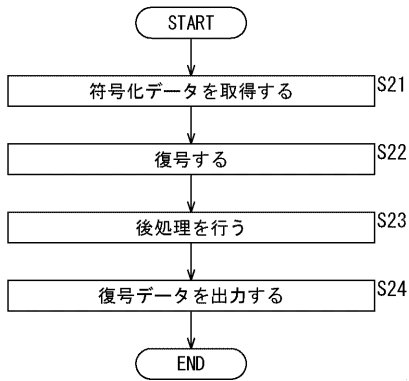 START
符号化データを取得する S21
復号する S22
後処理を行う S23
復号データを出力する S24
END